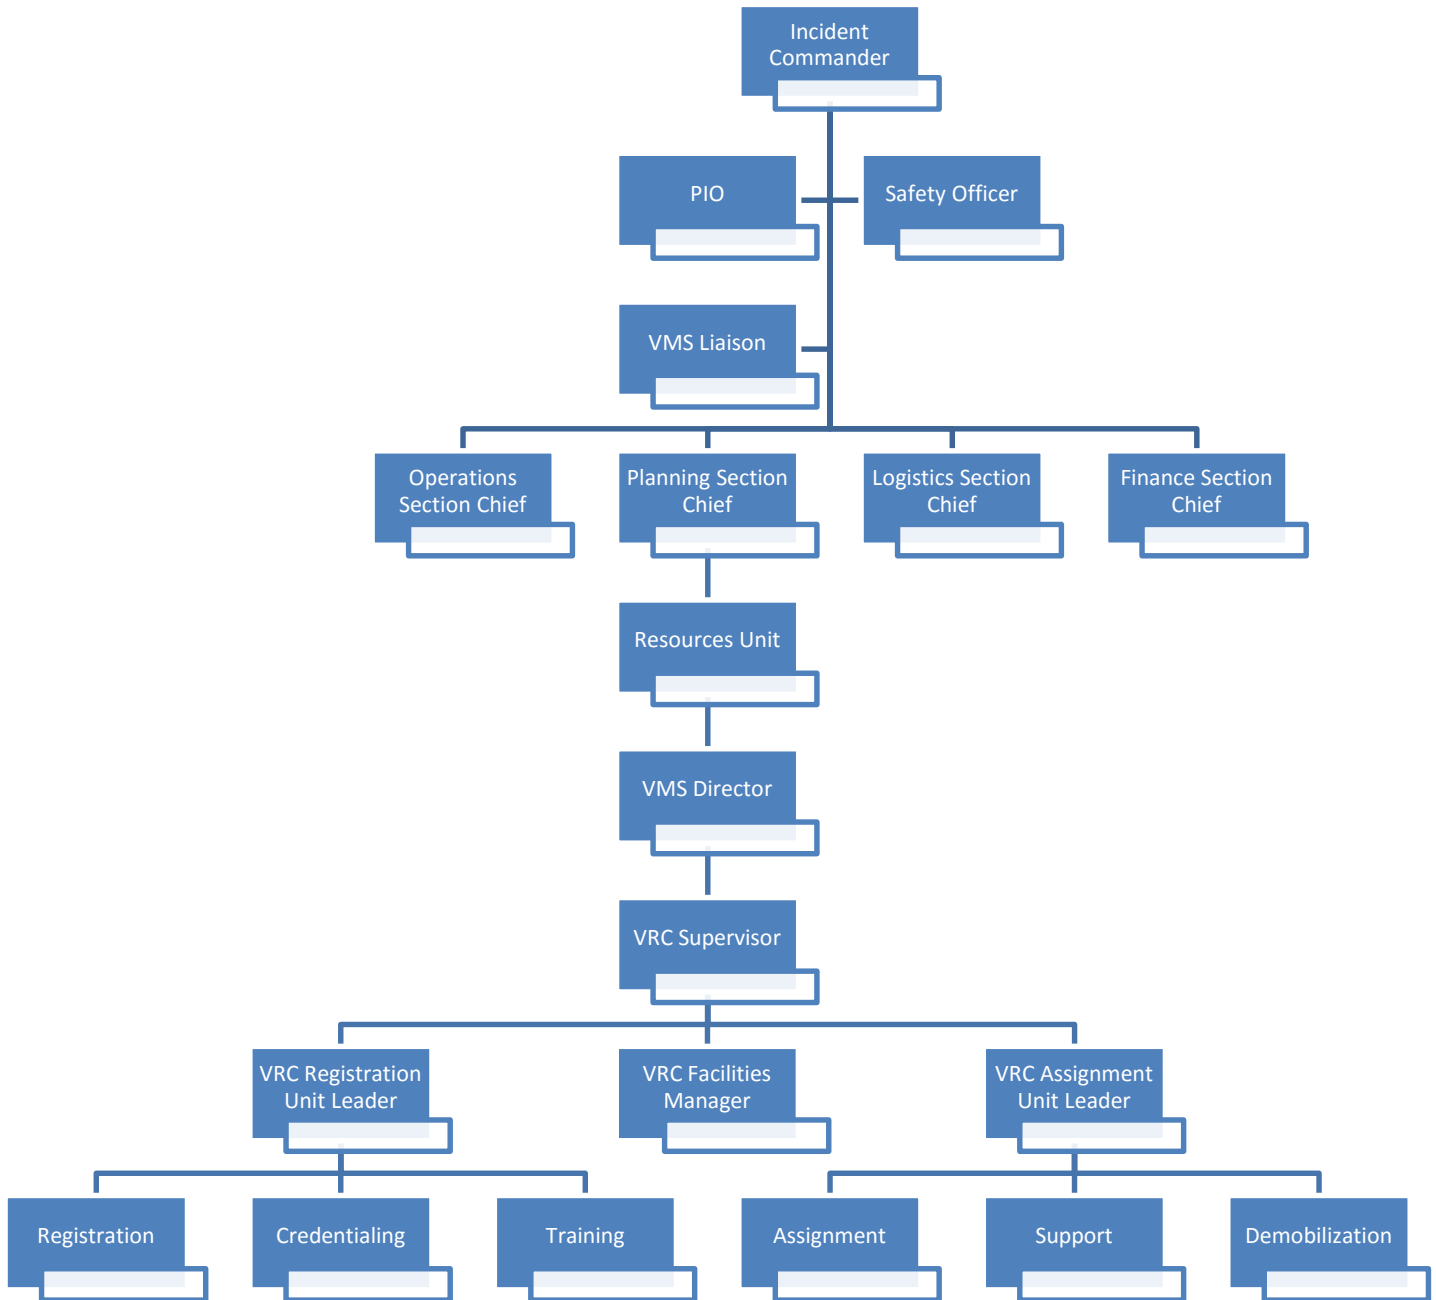 Incident
Commander
PIO
Safety Officer
VMS Liaison
Operations
Section Chief
Planning Section
Chief
Logistics Section
Chief
Finance Section
Chief
Resources Unit
VMS Director
VRC Supervisor
VRC Registration
Unit Leader
VRC Facilities
Manager
VRC Assignment
Unit Leader
Registration
Credentialing
Training
Assignment
Support
Demobilization